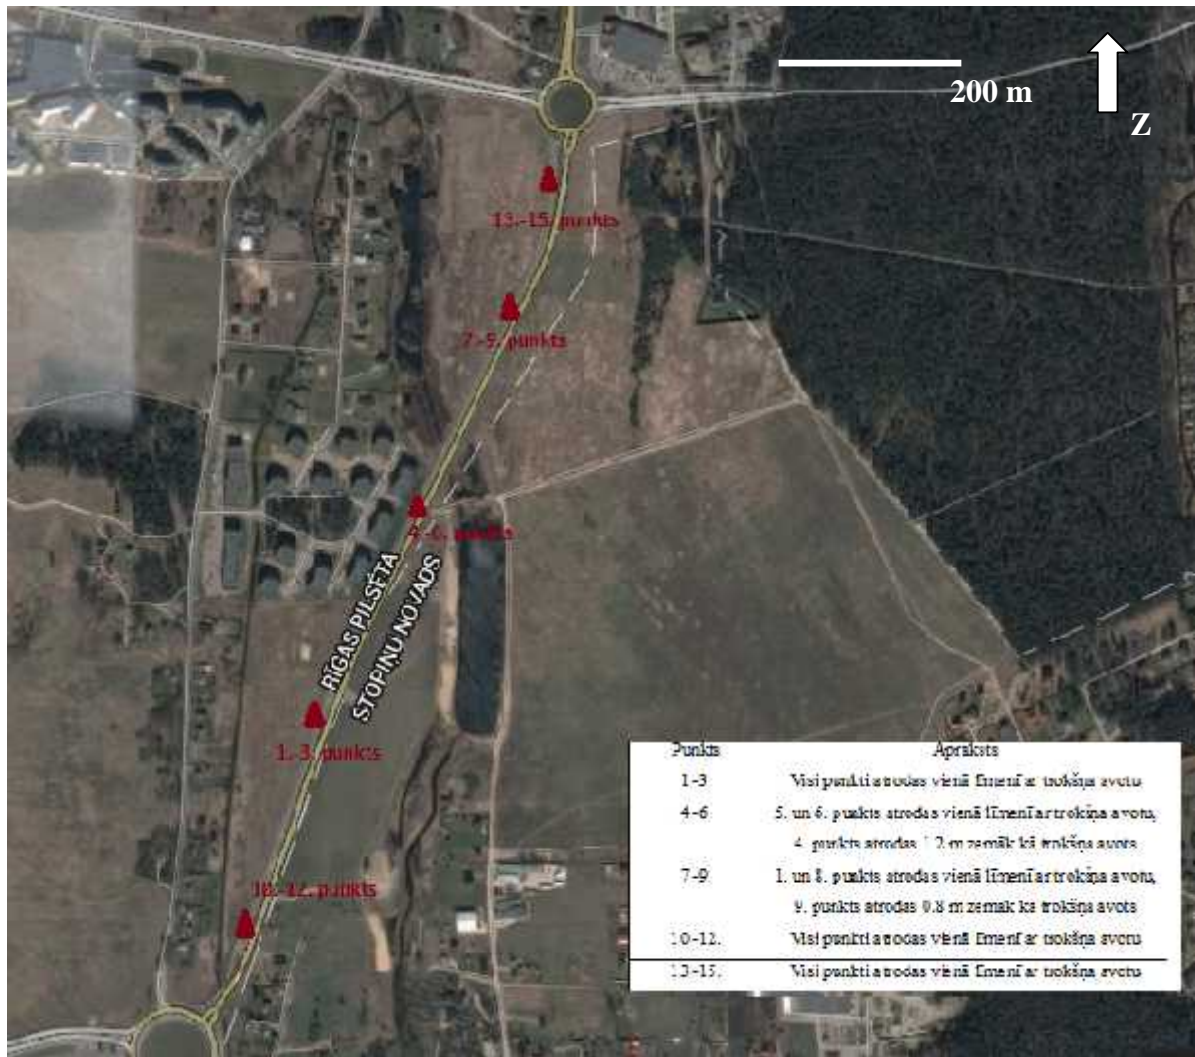 200 m
Z
13.-15. punkts
7.-9. punkts
4.-6. punkts
RĪGAS PILSĒTA
STOPIŅU NOVADS
1.-3. punkts
10.-12. punkts
Punkts Apraksts
1-3 Visi punkti atrodas vienā līmenī ar trokšņa avotu
4-6 5. un 6. punkts atrodas vienā līmenī ar trokšņa avotu,
4. punkts atrodas 1.2 m zemāk kā trokšņa avots
7-9 1. un 8. punkts atrodas vienā līmenī ar trokšņa avotu,
9. punkts atrodas 0.8 m zemāk kā trokšņa avots
10-12. Visi punkti atrodas vienā līmenī ar trokšņa avotu
13-15. Visi punkti atrodas vienā līmenī ar trokšņa avotu